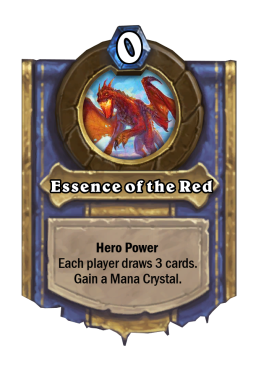 0
Essence of the Red
Hero Power
Each player draws 3 cards.
Gain a Mana Crystal.